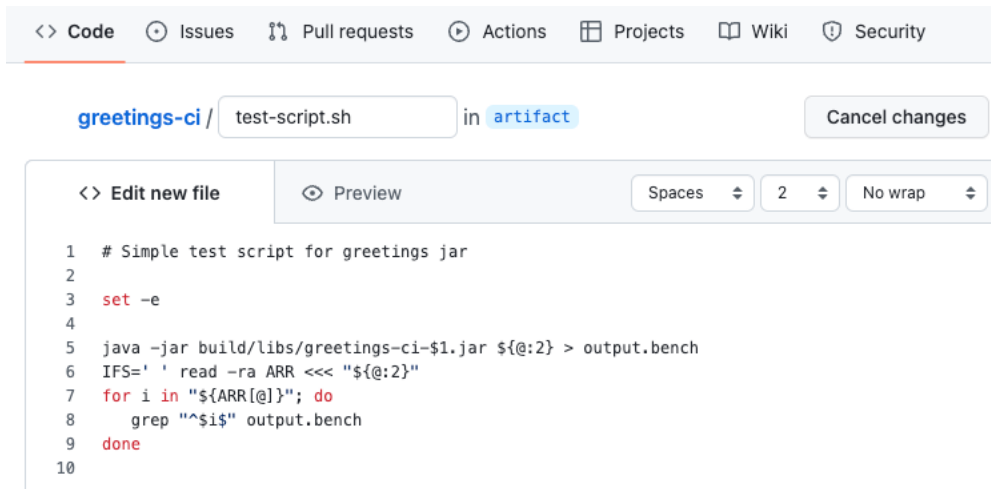 <> Code Issues Pull requests Actions Projects Wiki Security
greetings-ci / test-script.sh in artifact Cancel changes
<> Edit new file Preview Spaces 2 No wrap
1 # Simple test script for greetings jar
2
3 set -e
4
5 java -jar build/libs/greetings-ci-$1.jar ${@:2} > output.bench
6 IFS=' ' read -ra ARR <<< "${@:2}"
7 for i in "${ARR[@]}"; do
8    grep "^$i$" output.bench
9 done
10